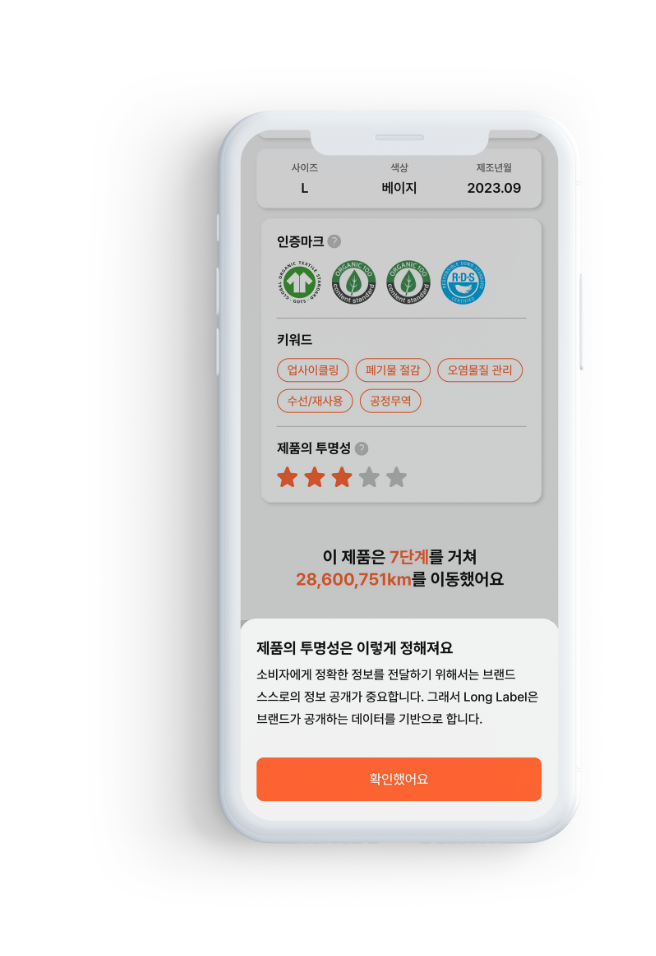 사이즈 색상 제조년월
L 베이지 2023.09
인증마크 ?
ORGANIC TEXTILE STANDARD · GOTS ·
ORGANIC 100 content standard
ORGANIC 100 content standard
R·D·S CERTIFIED
키워드
업사이클링 폐기물 절감 오염물질 관리
수선/재사용 공정무역
제품의 투명성 ?
이 제품은 7단계를 거쳐
28,600,751km를 이동했어요
제품의 투명성은 이렇게 정해져요
소비자에게 정확한 정보를 전달하기 위해서는 브랜드
스스로의 정보 공개가 중요합니다. 그래서 Long Label은
브랜드가 공개하는 데이터를 기반으로 합니다.
확인했어요